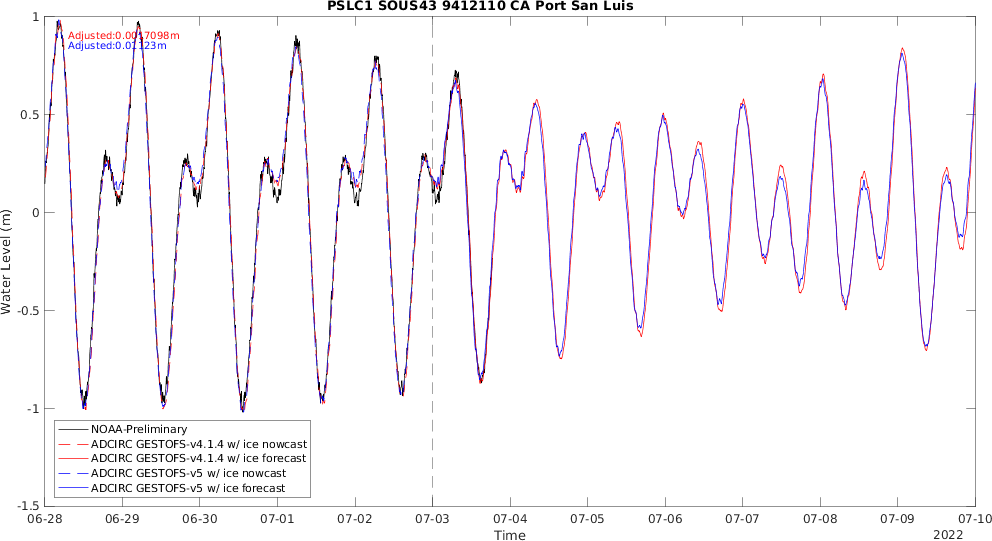 PSLC1 SOUS43 9412110 CA Port San Luis
Adjusted:0.0017098m
Adjusted:0.01123m
1
0.5
0
-0.5
-1
-1.5
Water Level (m)
NOAA-Preliminary
ADCIRC GESTOFS-v4.1.4 w/ ice nowcast
ADCIRC GESTOFS-v4.1.4 w/ ice forecast
ADCIRC GESTOFS-v5 w/ ice nowcast
ADCIRC GESTOFS-v5 w/ ice forecast
06-28 06-29 06-30 07-01 07-02 07-03 07-04 07-05 07-06 07-07 07-08 07-09 07-10
Time
2022